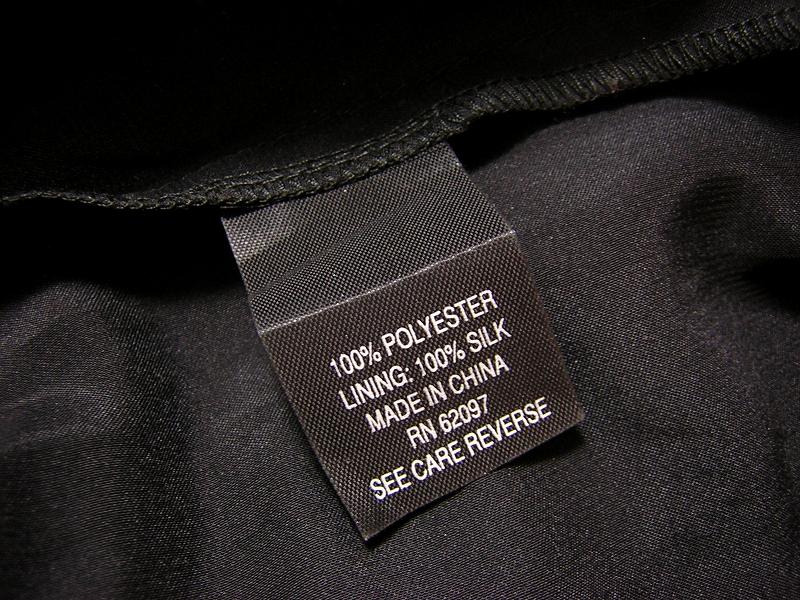 100% POLYESTER
LINING: 100% SILK
MADE IN CHINA
RN 62097
SEE CARE REVERSE